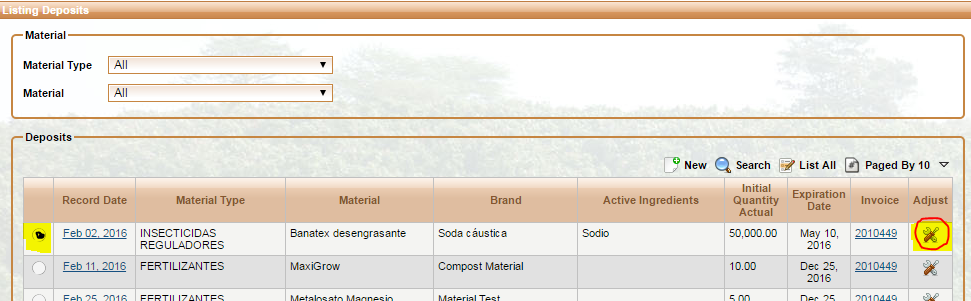 Listing Deposits
Material
Material Type All
Material All
Deposits
New Search List All Paged By 10
Record Date Material Type Material Brand Active Ingredients Initial Quantity Actual Expiration Date Invoice Adjust
Feb 02, 2016 INSECTICIDAS REGULADORES Banatex desengrasante Soda cáustica Sodio 50,000.00 May 10, 2016 2010449
Feb 11, 2016 FERTILIZANTES MaxiGrow Compost Material 10.00 Dec 25, 2016 2010449
Feb 25, 2016 FERTILIZANTES Metalosato Magnesio Material Test 5.00 Dec 25, 2010449